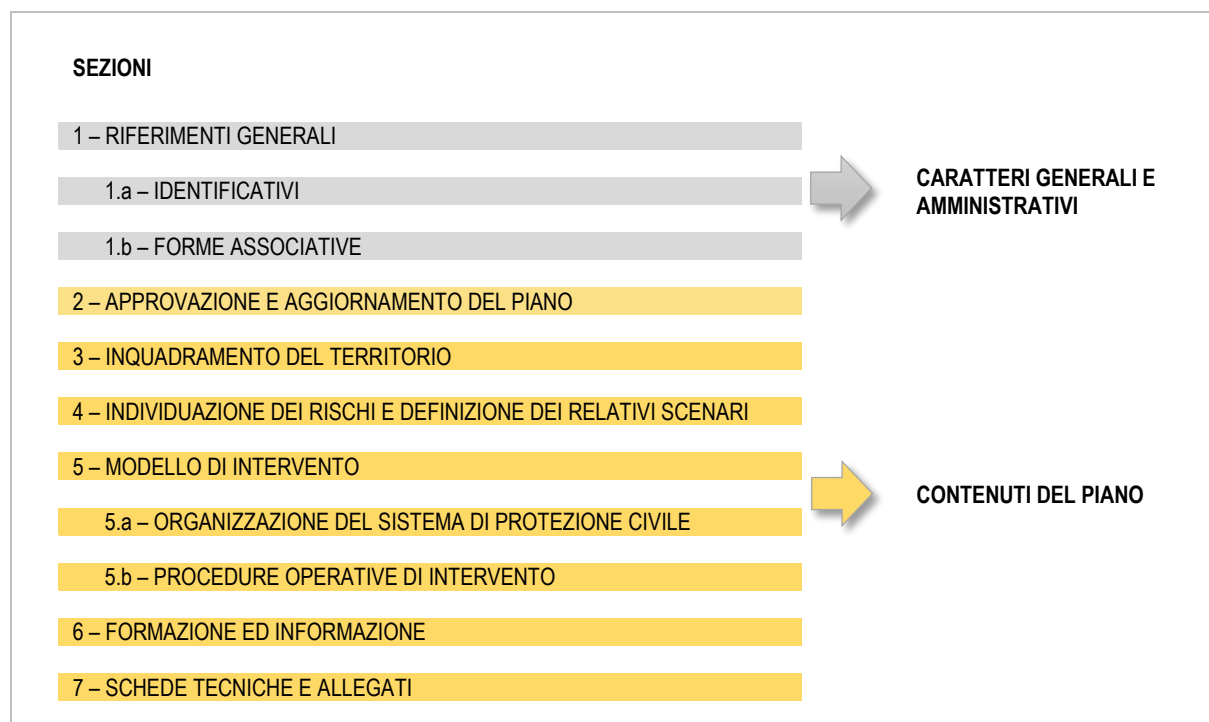 SEZIONI
1 – RIFERIMENTI GENERALI
1.a – IDENTIFICATIVI
1.b – FORME ASSOCIATIVE
CARATTERI GENERALI E
AMMINISTRATIVI
2 – APPROVAZIONE E AGGIORNAMENTO DEL PIANO
3 – INQUADRAMENTO DEL TERRITORIO
4 – INDIVIDUAZIONE DEI RISCHI E DEFINIZIONE DEI RELATIVI SCENARI
5 – MODELLO DI INTERVENTO
5.a – ORGANIZZAZIONE DEL SISTEMA DI PROTEZIONE CIVILE
5.b – PROCEDURE OPERATIVE DI INTERVENTO
6 – FORMAZIONE ED INFORMAZIONE
7 – SCHEDE TECNICHE E ALLEGATI
CONTENUTI DEL PIANO